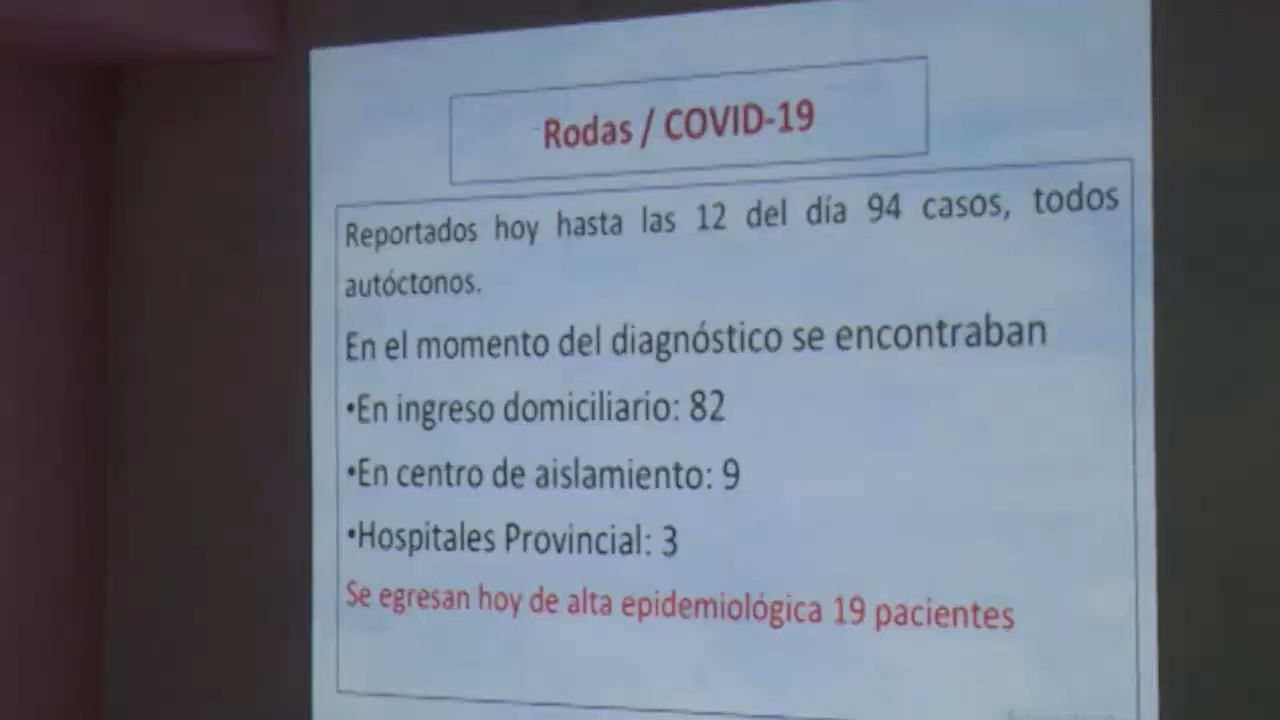 Rodas / COVID-19
Reportados hoy hasta las 12 del día 94 casos, todos
autóctonos.
En el momento del diagnóstico se encontraban
•En ingreso domiciliario: 82
•En centro de aislamiento: 9
•Hospitales Provincial: 3
Se egresan hoy de alta epidemiológica 19 pacientes